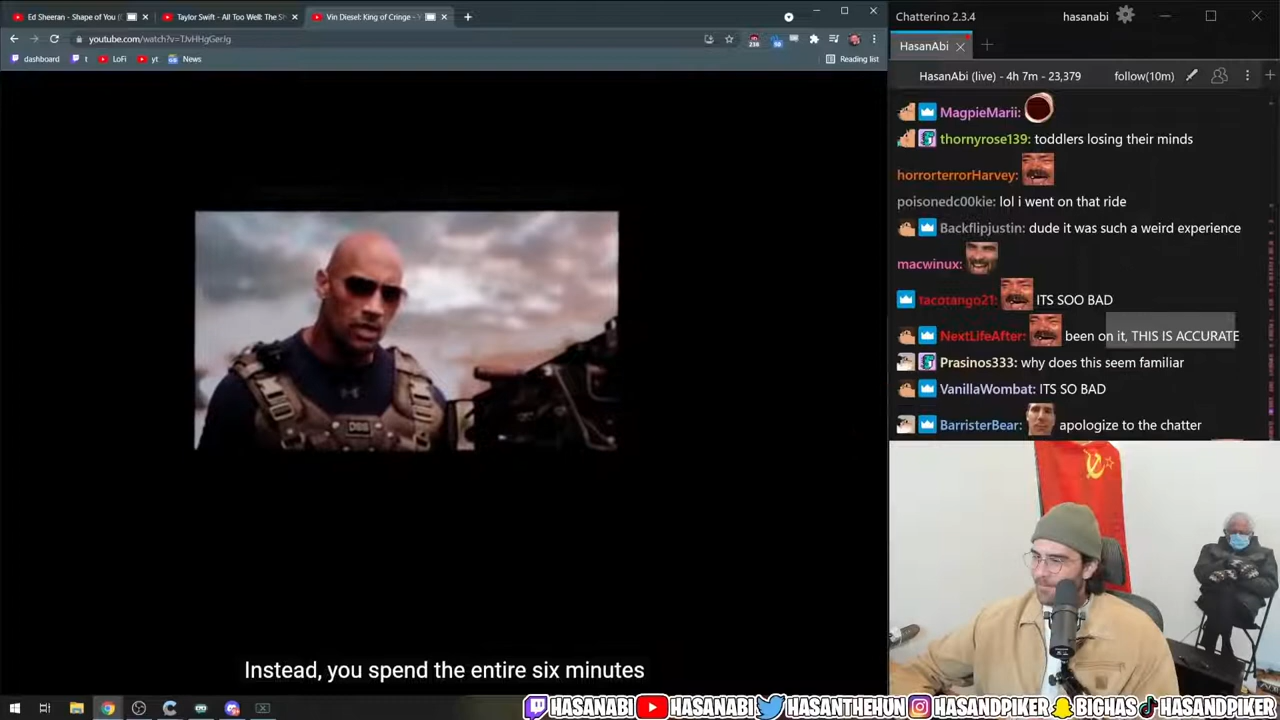 Ed Sheeran - Shape of You (
Taylor Swift - All Too Well: The Sh
Vin Diesel: King of Cringe - Y
youtube.com/watch?v=TJvHHgGerJg
dashboard
t
LoFi
yt
News
Reading list
DSS
Instead, you spend the entire six minutes
Chatterino 2.3.4
hasanabi
HasanAbi
HasanAbi (live) - 4h 7m - 23,379
follow(10m)
MagpieMarii:
thornyrose139: toddlers losing their minds
horrorterrorHarvey:
poisonedc00kie: lol i went on that ride
Backflipjustin: dude it was such a weird experience
macwinux:
tacotango21: ITS SOO BAD
NextLifeAfter: been on it, THIS IS ACCURATE
Prasinos333: why does this seem familiar
VanillaWombat: ITS SO BAD
BarristerBear: apologize to the chatter
HASANABI HASANABI HASANTHEHUN HASANDPIKER BIGHAS HASANDPIKER